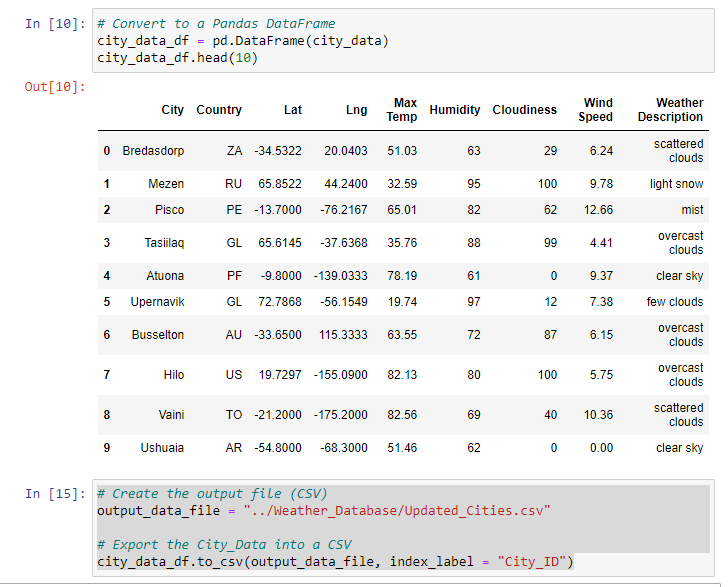 In [10]: # Convert to a Pandas DataFrame
city_data_df = pd.DataFrame(city_data)
city_data_df.head(10)
Out[10]:
City Country Lat Lng Max Temp Humidity Cloudiness Wind Speed Weather Description
0 Bredasdorp ZA -34.5322 20.0403 51.03 63 29 6.24 scattered clouds
1 Mezen RU 65.8522 44.2400 32.59 95 100 9.78 light snow
2 Pisco PE -13.7000 -76.2167 65.01 82 62 12.66 mist
3 Tasiilaq GL 65.6145 -37.6368 35.76 88 99 4.41 overcast clouds
4 Atuona PF -9.8000 -139.0333 78.19 61 0 9.37 clear sky
5 Upernavik GL 72.7868 -56.1549 19.74 97 12 7.38 few clouds
6 Busselton AU -33.6500 115.3333 63.55 72 87 6.15 overcast clouds
7 Hilo US 19.7297 -155.0900 82.13 80 100 5.75 overcast clouds
8 Vaini TO -21.2000 -175.2000 82.56 69 40 10.36 scattered clouds
9 Ushuaia AR -54.8000 -68.3000 51.46 62 0 0.00 clear sky
In [15]: # Create the output file (CSV)
output_data_file = "../Weather_Database/Updated_Cities.csv"
# Export the City_Data into a CSV
city_data_df.to_csv(output_data_file, index_label = "City_ID")